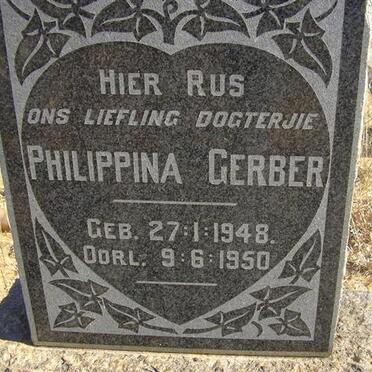 HIER RUS
ONS LIEFLING DOGTERJIE
PHILIPPINA GERBER
GEB. 27:1:1948.
OORL. 9:6:1950